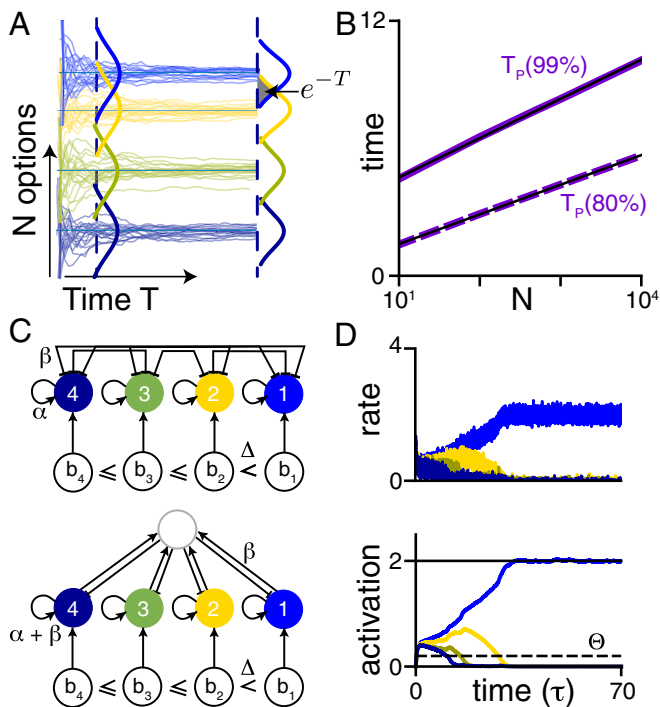 A
N options
Time T
e^{-T}
B
12
time
0
T_P(99%)
T_P(80%)
10^1
N
10^4
C
β
α
4
3
2
1
Δ
b_4 ≤ b_3 ≤ b_2 < b_1
β
α + β
4
3
2
1
Δ
b_4 ≤ b_3 ≤ b_2 < b_1
D
4
rate
0
2
activation
Θ
0
0
70
time (τ)